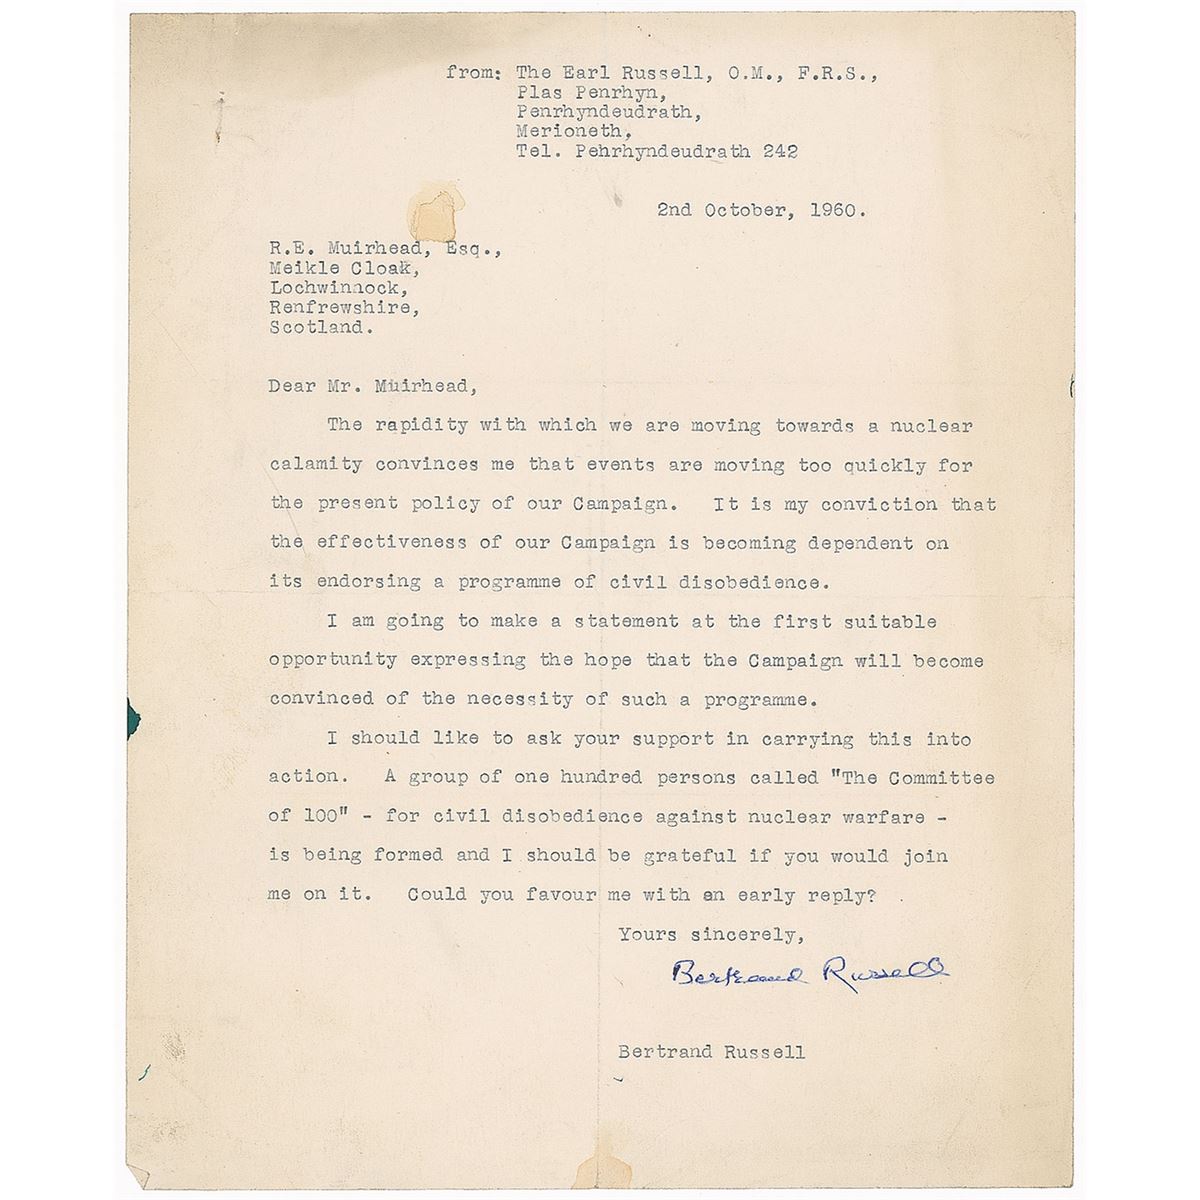 from: The Earl Russell, O.M., F.R.S.,
Plas Penrhyn,
Penrhyndeudrath,
Merioneth,
Tel. Pehrhyndeudrath 242
2nd October, 1960.
R.E. Muirhead, Esq.,
Meikle Cloak,
Lochwinnock,
Renfrewshire,
Scotland.
Dear Mr. Muirhead,
The rapidity with which we are moving towards a nuclear
calamity convinces me that events are moving too quickly for
the present policy of our Campaign. It is my conviction that
the effectiveness of our Campaign is becoming dependent on
its endorsing a programme of civil disobedience.
I am going to make a statement at the first suitable
opportunity expressing the hope that the Campaign will become
convinced of the necessity of such a programme.
I should like to ask your support in carrying this into
action. A group of one hundred persons called "The Committee
of 100" - for civil disobedience against nuclear warfare -
is being formed and I should be grateful if you would join
me on it. Could you favour me with an early reply?
Yours sincerely,
Bertrand Russell
Bertrand Russell